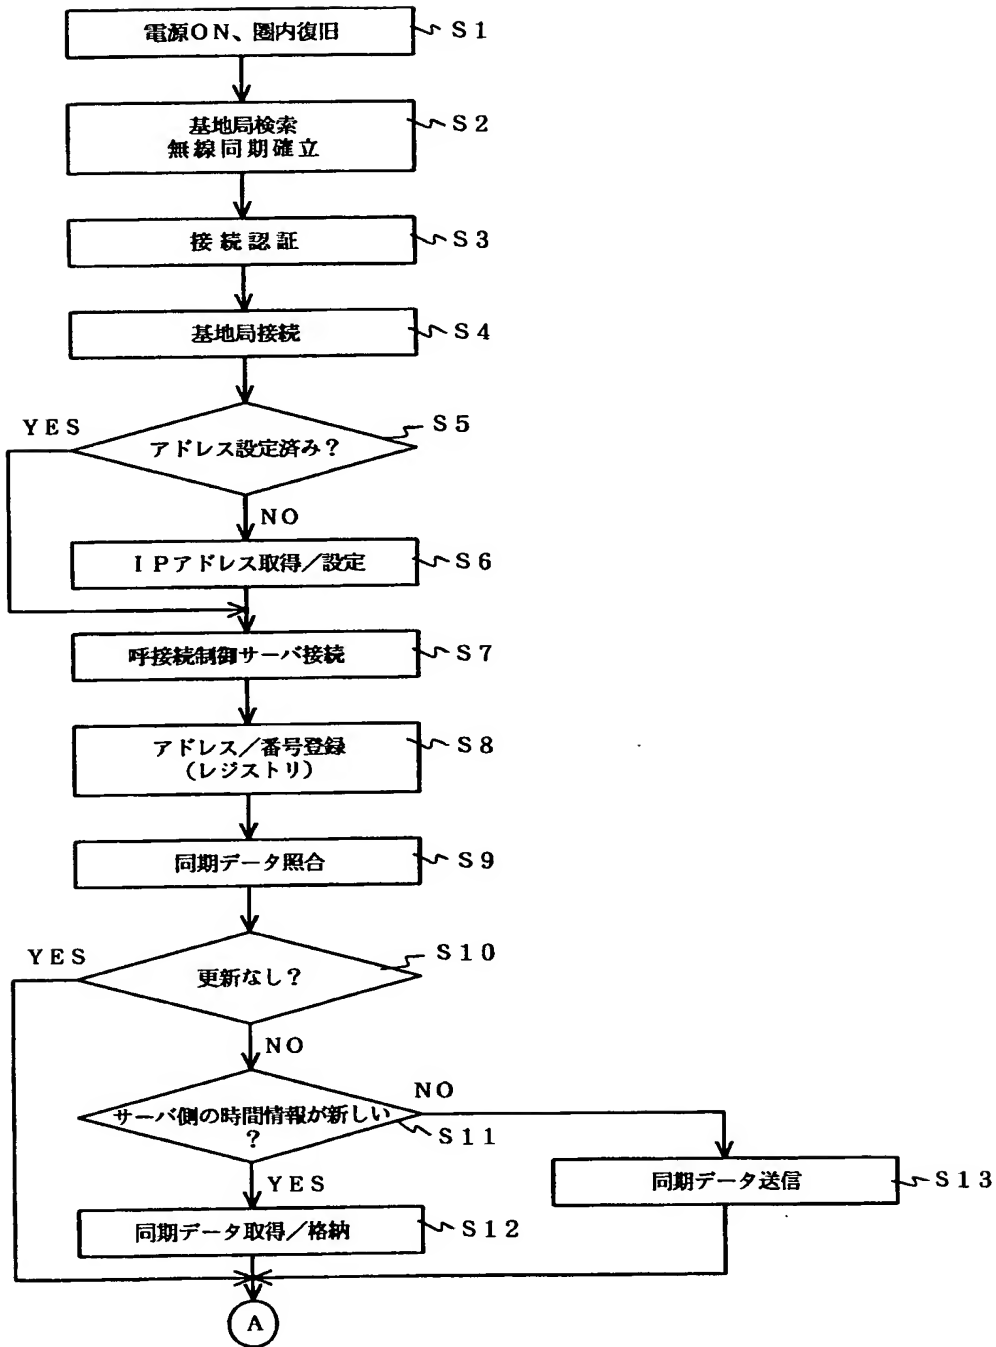 電源ON、圏内復旧
S1
基地局検索
無線同期確立
S2
接続認証
S3
基地局接続
S4
YES
S5
アドレス設定済み？
NO
IPアドレス取得／設定
S6
呼接続制御サーバ接続
S7
アドレス／番号登録
（レジストリ）
S8
同期データ照合
S9
YES
S10
更新なし？
NO
NO
サーバ側の時間情報が新しい
？
S11
YES
同期データ送信
S13
同期データ取得／格納
S12
A